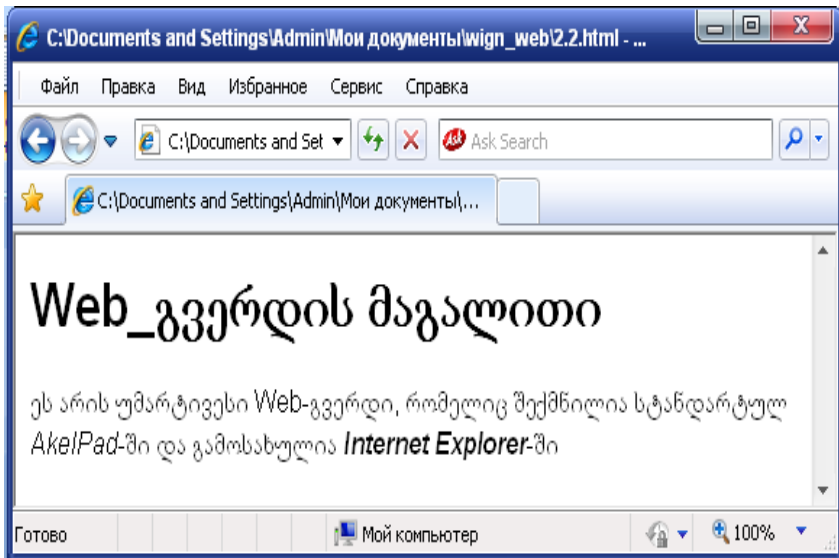 C:\Documents and Settings\Admin\Мои документы\wign_web\2.2.html - ...
Файл Правка Вид Избранное Сервис Справка
C:\Documents and Set Ask Ask Search
C:\Documents and Settings\Admin\Мои документы\...
Web_გვერდის მაგალითი
ეს არის უმარტივესი Web-გვერდი, რომელიც შექმნილია სტანდარტულ
AkelPad-ში და გამოსახულია Internet Explorer-ში
Готово Мой компьютер 100%